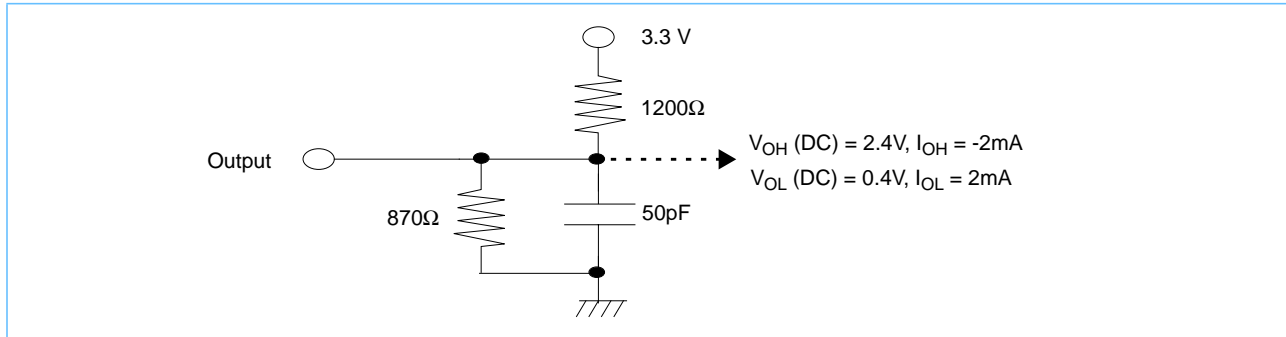 3.3 V
1200Ω
Output
V_OH (DC) = 2.4V, I_OH = -2mA
V_OL (DC) = 0.4V, I_OL = 2mA
870Ω
50pF